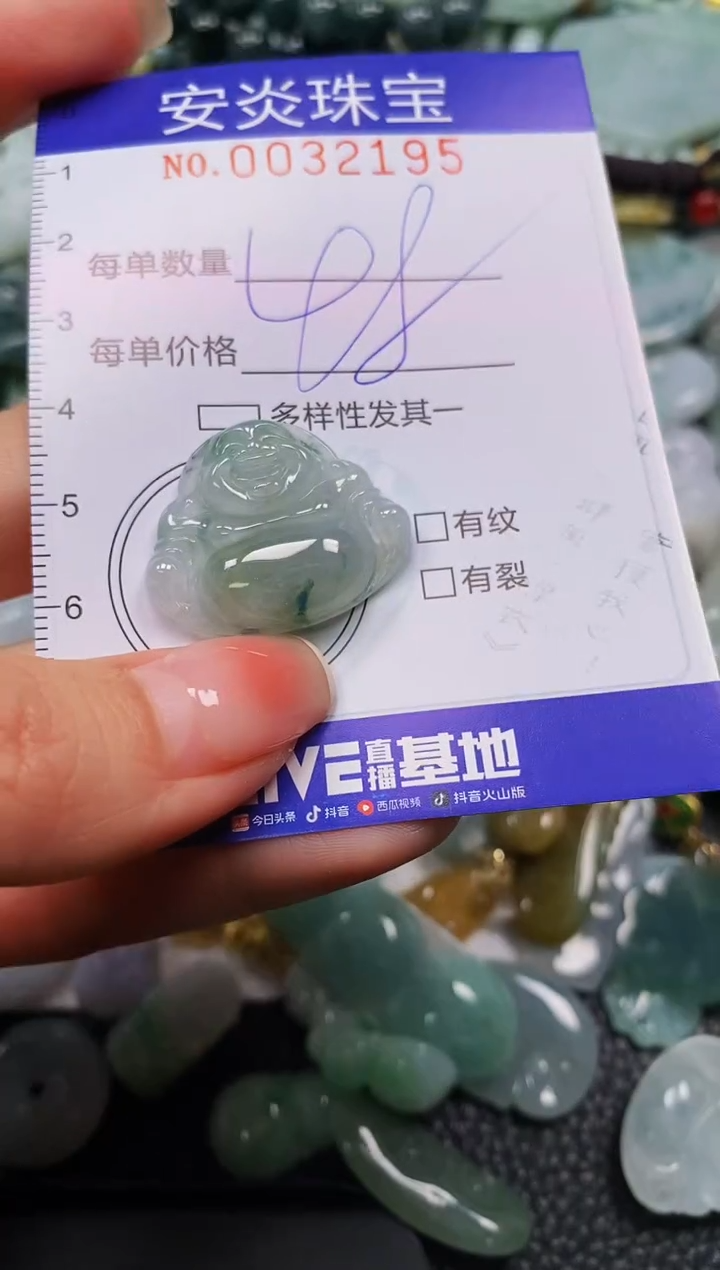 安炎珠宝
NO.0032195
1
2
每单数量
3
每单价格
48
4
多样性发其一
5
有纹
有裂
6
LIVE直播基地
今日头条 抖音 西瓜视频 抖音火山版